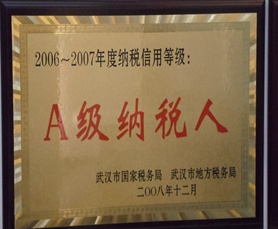 2006～2007年度纳税信用等级：
A级纳税人
武汉市国家税务局 武汉市地方税务局
二〇〇八年十二月